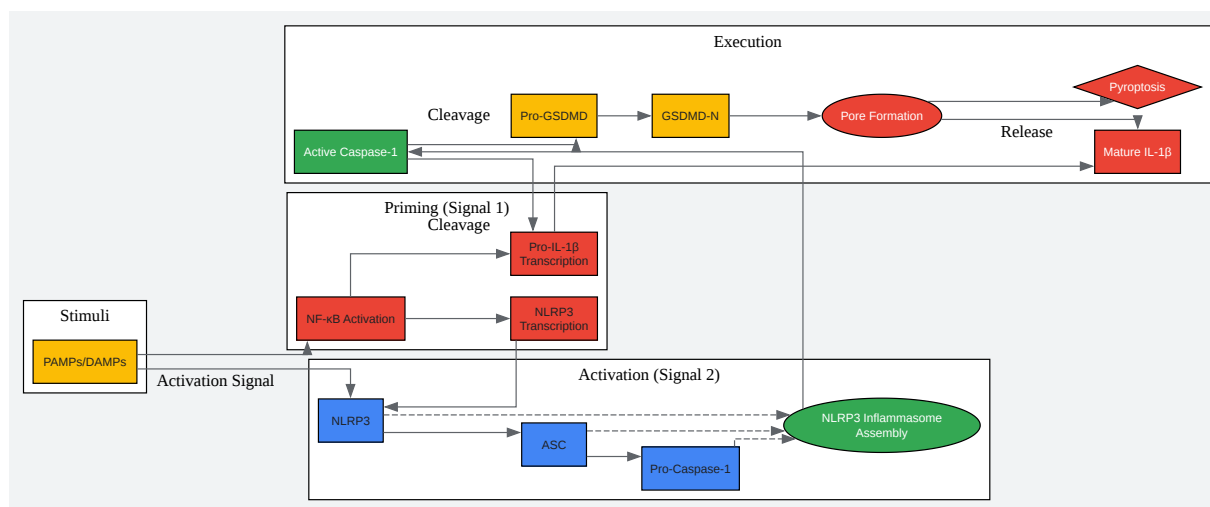 Execution
Pyroptosis
Cleavage
Pro-GSDMD
GSDMD-N
Pore Formation
Release
Active Caspase-1
Mature IL-1β
Priming (Signal 1)
Cleavage
Pro-IL-1β
Transcription
Stimuli
NF-κB Activation
NLRP3
Transcription
PAMPs/DAMPs
Activation Signal
Activation (Signal 2)
NLRP3
NLRP3 Inflammasome
Assembly
ASC
Pro-Caspase-1